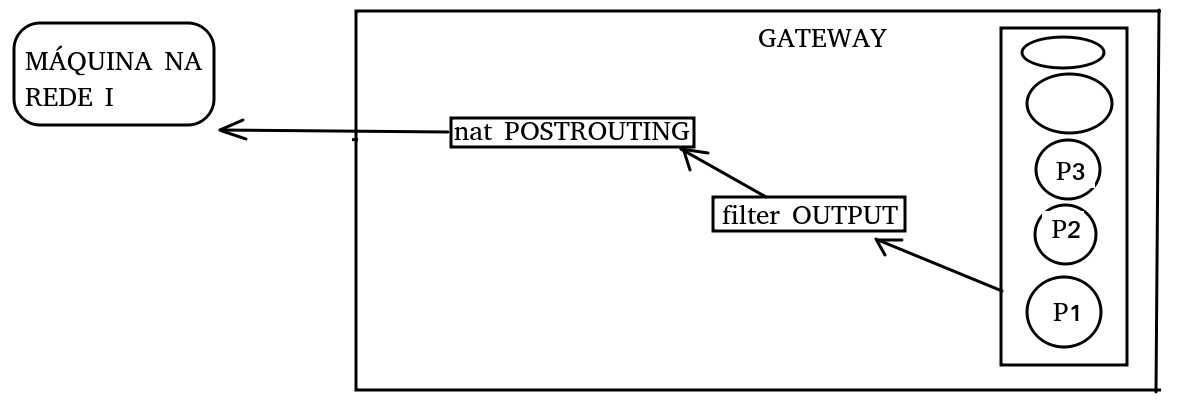 GATEWAY
MÁQUINA NA
REDE I
nat POSTROUTING
filter OUTPUT
P3
P2
P1